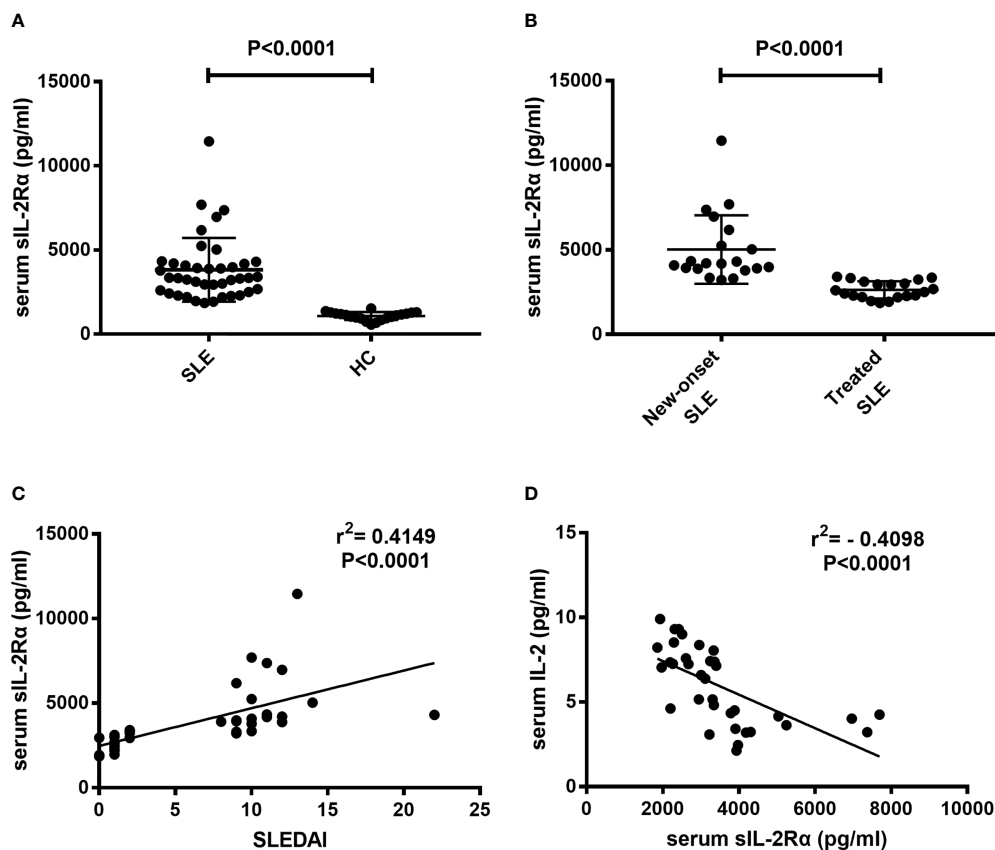 A
P<0.0001
15000
10000
5000
0
serum sIL-2Rα (pg/ml)
SLE
HC
B
P<0.0001
15000
10000
5000
0
serum sIL-2Rα (pg/ml)
New-onset
SLE
Treated
SLE
C
r²= 0.4149
P<0.0001
15000
10000
5000
0
serum sIL-2Rα (pg/ml)
0 5 10 15 20 25
SLEDAI
D
r²= - 0.4098
P<0.0001
15
10
5
0
serum IL-2 (pg/ml)
0 2000 4000 6000 8000 10000
serum sIL-2Rα (pg/ml)